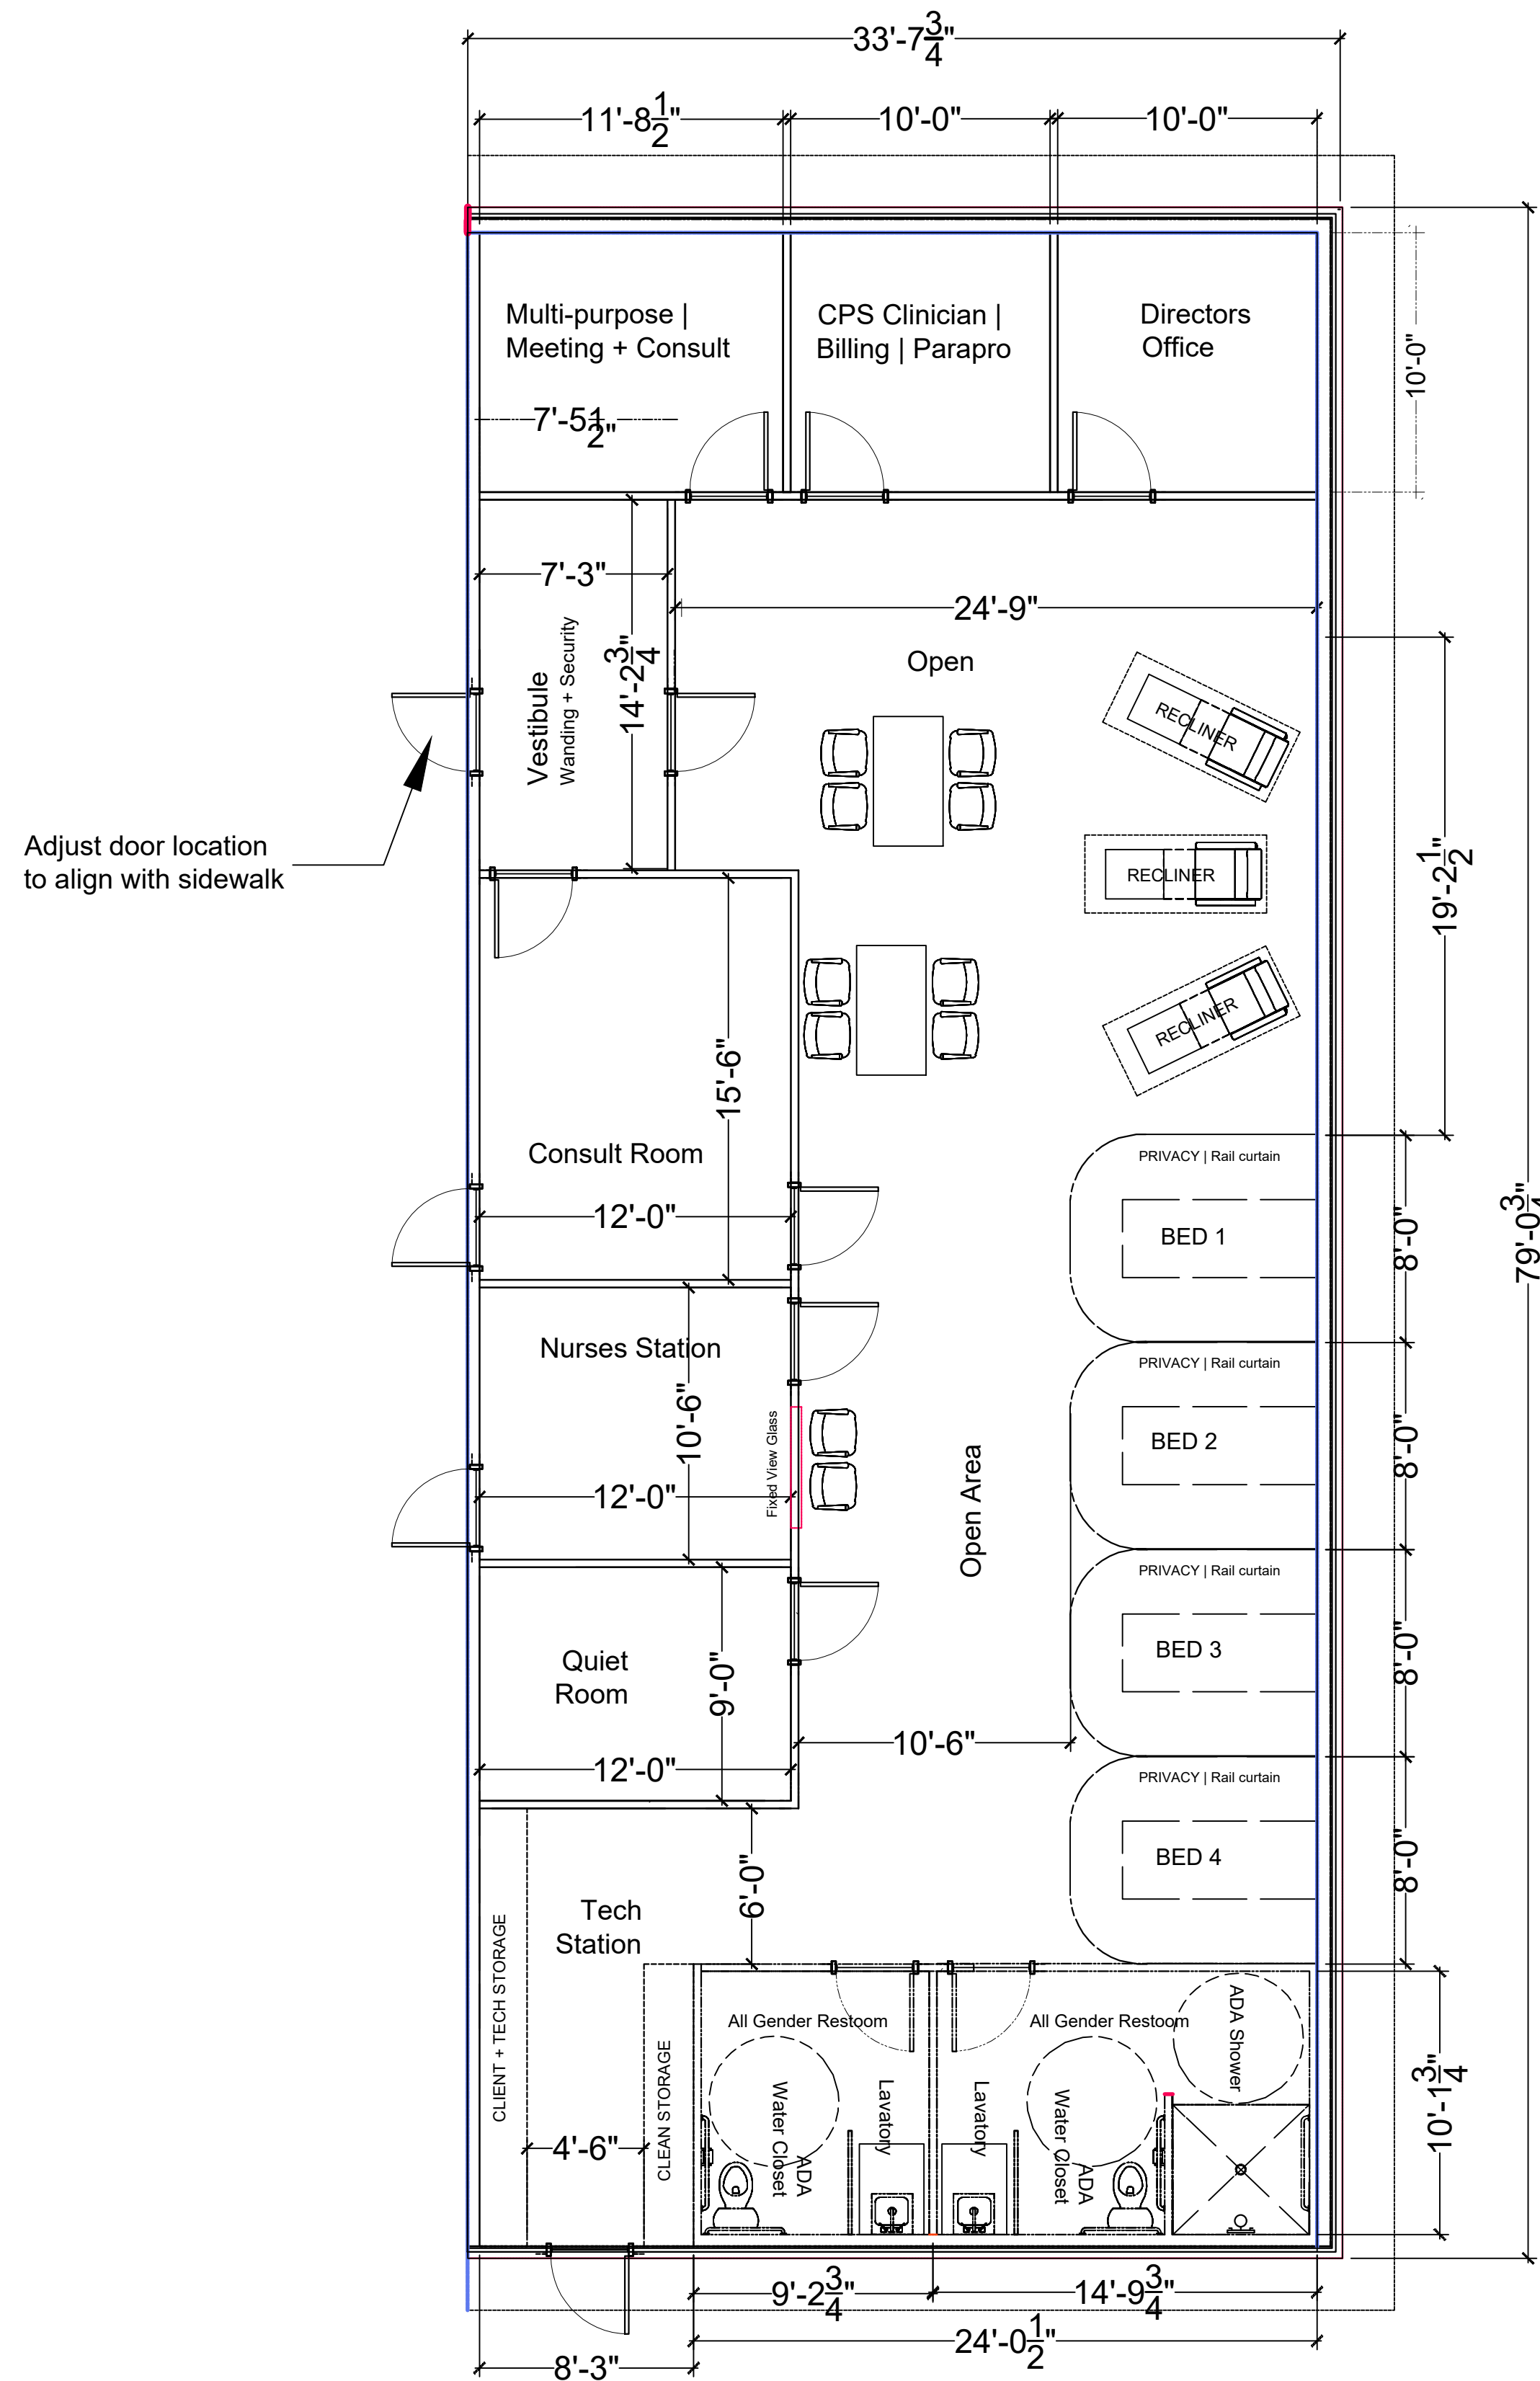 33'-7 3/4"
11'-8 1/2"
10'-0"
10'-0"
Multi-purpose |
Meeting + Consult
CPS Clinician |
Billing | Parapro
Directors
Office
10'-0"
7'-5 1/2"
7'-3"
24'-9"
Vestibule
Wanding + Security
14'-2 3/4"
Open
RECLINER
Adjust door location
to align with sidewalk
RECLINER
19'-2 1/2"
RECLINER
15'-6"
Consult Room
12'-0"
PRIVACY | Rail curtain
BED 1
8'-0"
79'-0 3/4"
Nurses Station
10'-6"
12'-0"
Fixed View Glass
Open Area
PRIVACY | Rail curtain
BED 2
8'-0"
PRIVACY | Rail curtain
BED 3
8'-0"
Quiet
Room
9'-0"
12'-0"
10'-6"
PRIVACY | Rail curtain
BED 4
8'-0"
6'-0"
Tech
Station
CLIENT + TECH STORAGE
CLEAN STORAGE
4'-6"
All Gender Restoom
All Gender Restoom
ADA Shower
ADA
Water Closet
Lavatory
Lavatory
ADA
Water Closet
10'-1 3/4"
9'-2 3/4"
14'-9 3/4"
24'-0 1/2"
8'-3"